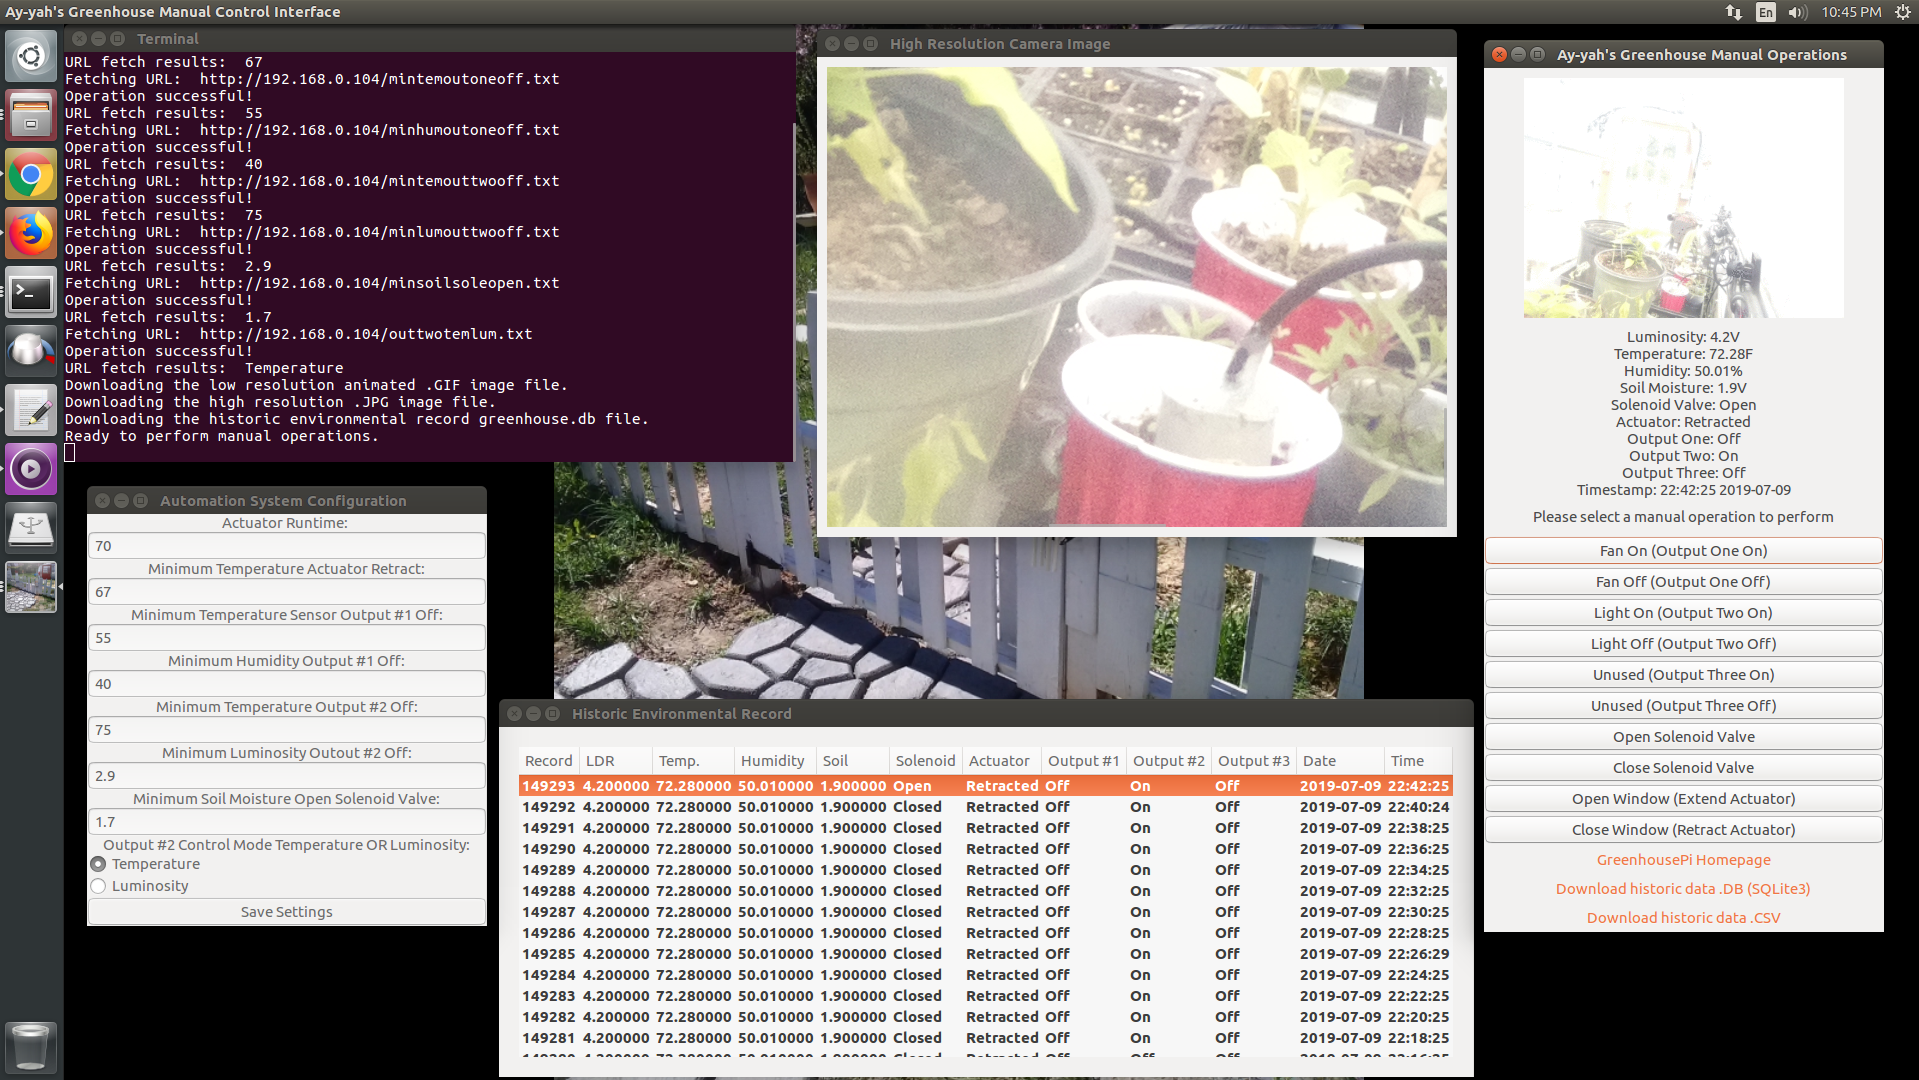 Ay-yah's Greenhouse Manual Control Interface
En
10:45 PM
Terminal
URL fetch results:  67
Fetching URL:  http://192.168.0.104/mintemoutoneoff.txt
Operation successful!
URL fetch results:  55
Fetching URL:  http://192.168.0.104/minhumoutoneoff.txt
Operation successful!
URL fetch results:  40
Fetching URL:  http://192.168.0.104/mintemouttwooff.txt
Operation successful!
URL fetch results:  75
Fetching URL:  http://192.168.0.104/minlumouttwooff.txt
Operation successful!
URL fetch results:  2.9
Fetching URL:  http://192.168.0.104/minsoilsoleopen.txt
Operation successful!
URL fetch results:  1.7
Fetching URL:  http://192.168.0.104/outtwotemlum.txt
Operation successful!
URL fetch results:  Temperature
Downloading the low resolution animated .GIF image file.
Downloading the high resolution .JPG image file.
Downloading the historic environmental record greenhouse.db file.
Ready to perform manual operations.
High Resolution Camera Image
Ay-yah's Greenhouse Manual Operations
Luminosity: 4.2V
Temperature: 72.28F
Humidity: 50.01%
Soil Moisture: 1.9V
Solenoid Valve: Open
Actuator: Retracted
Output One: Off
Output Two: On
Output Three: Off
Timestamp: 22:42:25 2019-07-09
Please select a manual operation to perform
Fan On (Output One On)
Fan Off (Output One Off)
Light On (Output Two On)
Light Off (Output Two Off)
Unused (Output Three On)
Unused (Output Three Off)
Open Solenoid Valve
Close Solenoid Valve
Open Window (Extend Actuator)
Close Window (Retract Actuator)
GreenhousePi Homepage
Download historic data .DB (SQLite3)
Download historic data .CSV
Automation System Configuration
Actuator Runtime:
70
Minimum Temperature Actuator Retract:
67
Minimum Temperature Sensor Output #1 Off:
55
Minimum Humidity Output #1 Off:
40
Minimum Temperature Output #2 Off:
75
Minimum Luminosity Outout #2 Off:
2.9
Minimum Soil Moisture Open Solenoid Valve:
1.7
Output #2 Control Mode Temperature OR Luminosity:
Temperature
Luminosity
Save Settings
Historic Environmental Record
Record LDR Temp. Humidity Soil Solenoid Actuator Output #1 Output #2 Output #3 Date Time
149293 4.200000 72.280000 50.010000 1.900000 Open Retracted Off On Off 2019-07-09 22:42:25
149292 4.200000 72.280000 50.010000 1.900000 Closed Retracted Off On Off 2019-07-09 22:40:24
149291 4.200000 72.280000 50.010000 1.900000 Closed Retracted Off On Off 2019-07-09 22:38:25
149290 4.200000 72.280000 50.010000 1.900000 Closed Retracted Off On Off 2019-07-09 22:36:25
149289 4.200000 72.280000 50.010000 1.900000 Closed Retracted Off On Off 2019-07-09 22:34:25
149288 4.200000 72.280000 50.010000 1.900000 Closed Retracted Off On Off 2019-07-09 22:32:25
149287 4.200000 72.280000 50.010000 1.900000 Closed Retracted Off On Off 2019-07-09 22:30:25
149286 4.200000 72.280000 50.010000 1.900000 Closed Retracted Off On Off 2019-07-09 22:28:25
149285 4.200000 72.280000 50.010000 1.900000 Closed Retracted Off On Off 2019-07-09 22:26:29
149284 4.200000 72.280000 50.010000 1.900000 Closed Retracted Off On Off 2019-07-09 22:24:25
149283 4.200000 72.280000 50.010000 1.900000 Closed Retracted Off On Off 2019-07-09 22:22:25
149282 4.200000 72.280000 50.010000 1.900000 Closed Retracted Off On Off 2019-07-09 22:20:25
149281 4.200000 72.280000 50.010000 1.900000 Closed Retracted Off On Off 2019-07-09 22:18:25